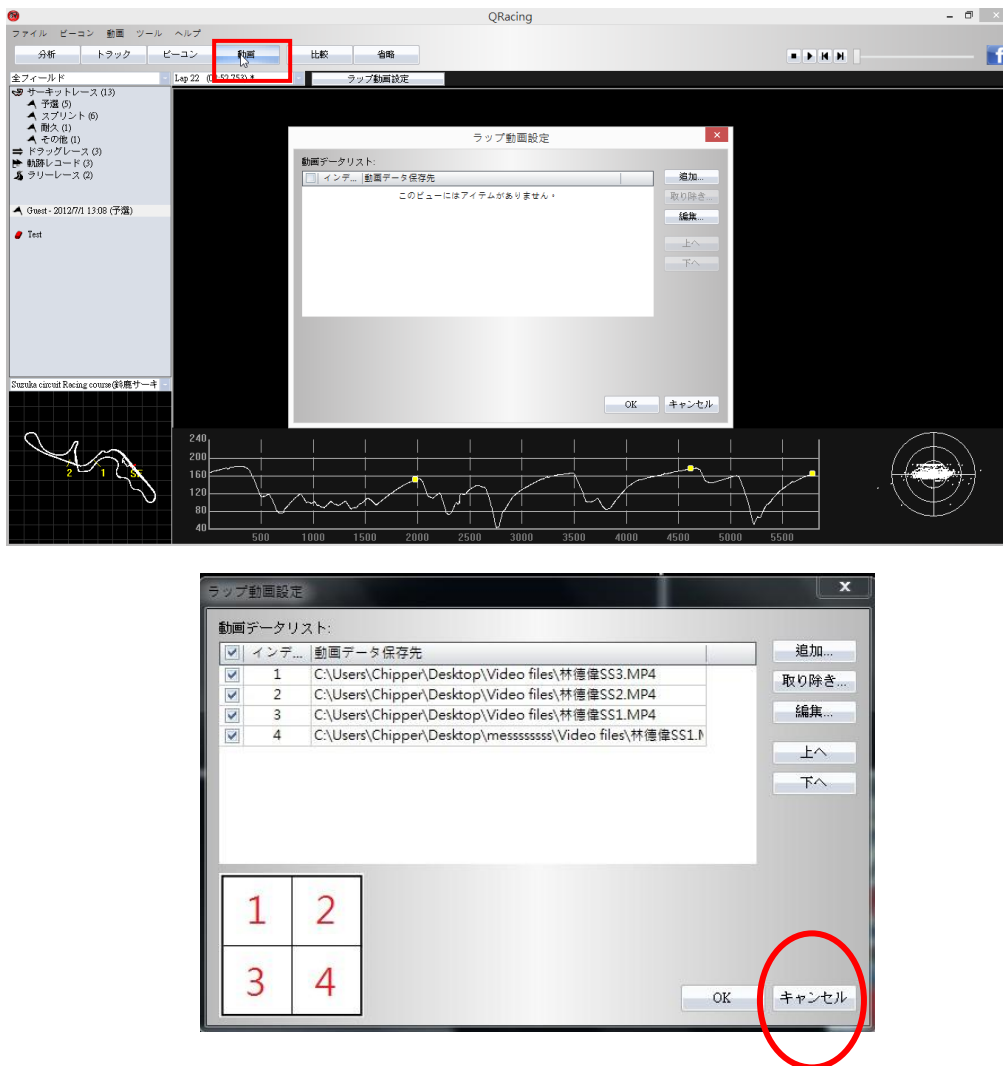 QRacing
ファイル ビーコン 動画 ツール ヘルプ
分析 トラック ビーコン 動画 比較 省略
全フィールド Lap 22 ラップ動画設定
サーキットレース (13)
予選 (5)
スプリント (6)
耐久 (1)
その他 (1)
ドラッグレース (3)
軌跡レコード (3)
ラリーレース (2)
Guest - 2012/7/1 13:08 (予選)
Test
ラップ動画設定
動画データリスト:
インデ... 動画データ保存先
このビューにはアイテムがありません。
追加...
取り除き...
編集...
上へ
下へ
OK キャンセル
Suzuka circuit Racing course(鈴鹿サーキ
2 1 SF
240
200
160
120
80
40
500 1000 1500 2000 2500 3000 3500 4000 4500 5000 5500
ラップ動画設定
動画データリスト:
インデ... 動画データ保存先
1 C:\Users\Chipper\Desktop\Video files\林德偉SS3.MP4
2 C:\Users\Chipper\Desktop\Video files\林德偉SS2.MP4
3 C:\Users\Chipper\Desktop\Video files\林德偉SS1.MP4
4 C:\Users\Chipper\Desktop\messsssss\Video files\林德偉SS1.M
追加...
取り除き...
編集...
上へ
下へ
1 2
3 4
OK キャンセル